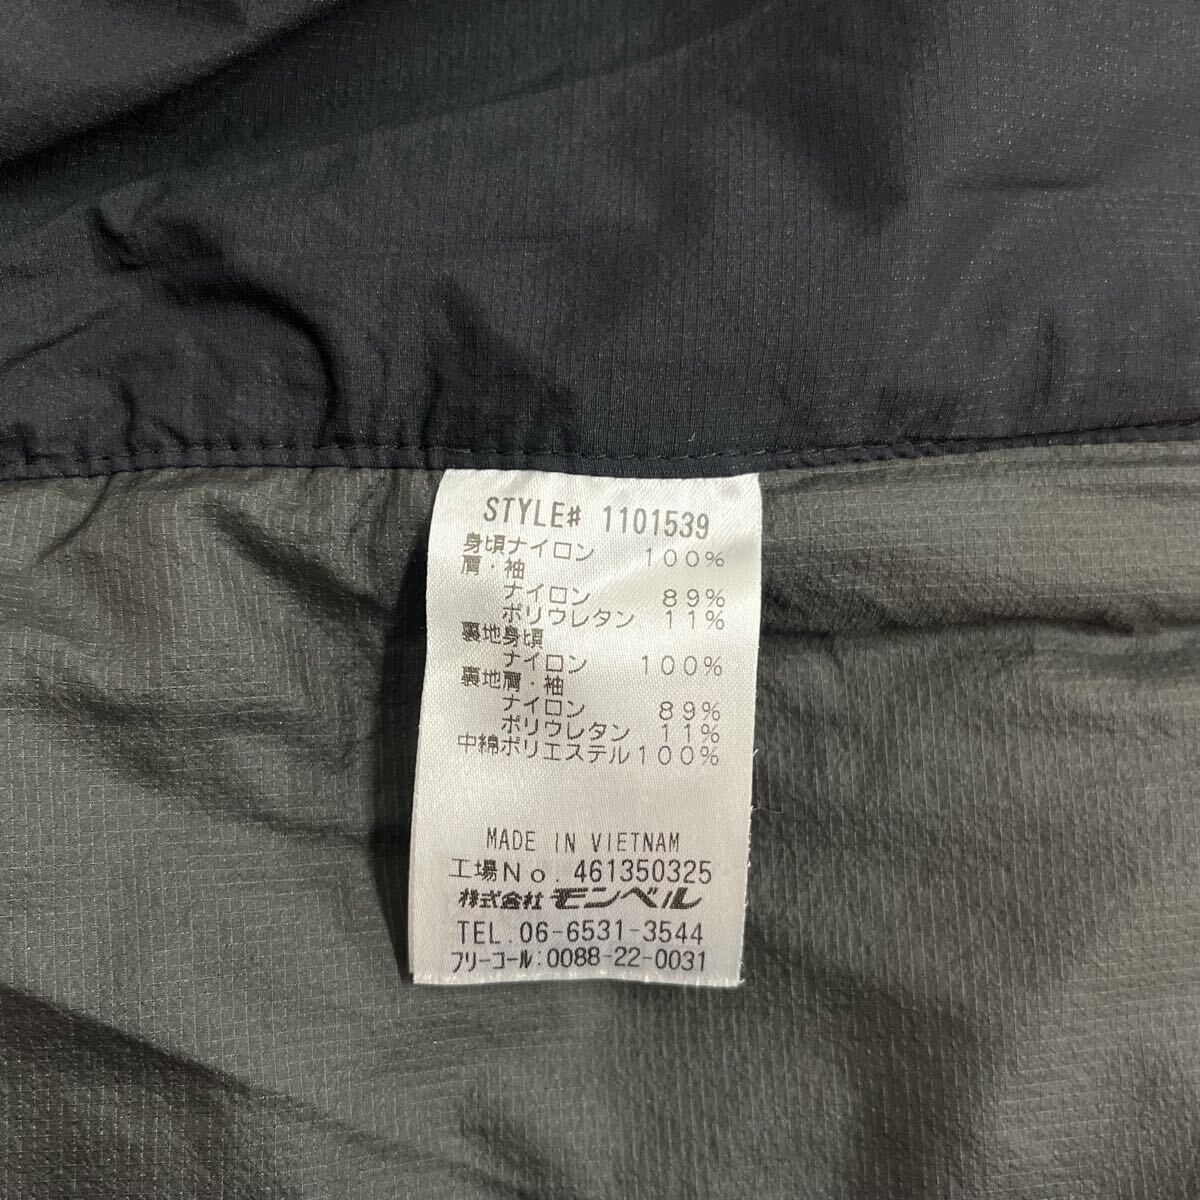 STYLE# 1101539
身頃ナイロン 100%
肩・袖
ナイロン 89%
ポリウレタン 11%
裏地身頃
ナイロン 100%
裏地肩・袖
ナイロン 89%
ポリウレタン 11%
中綿ポリエステル100%
MADE IN VIETNAM
工場No. 461350325
株式会社 モンベル
TEL.06-6531-3544
フリーコール:0088-22-0031